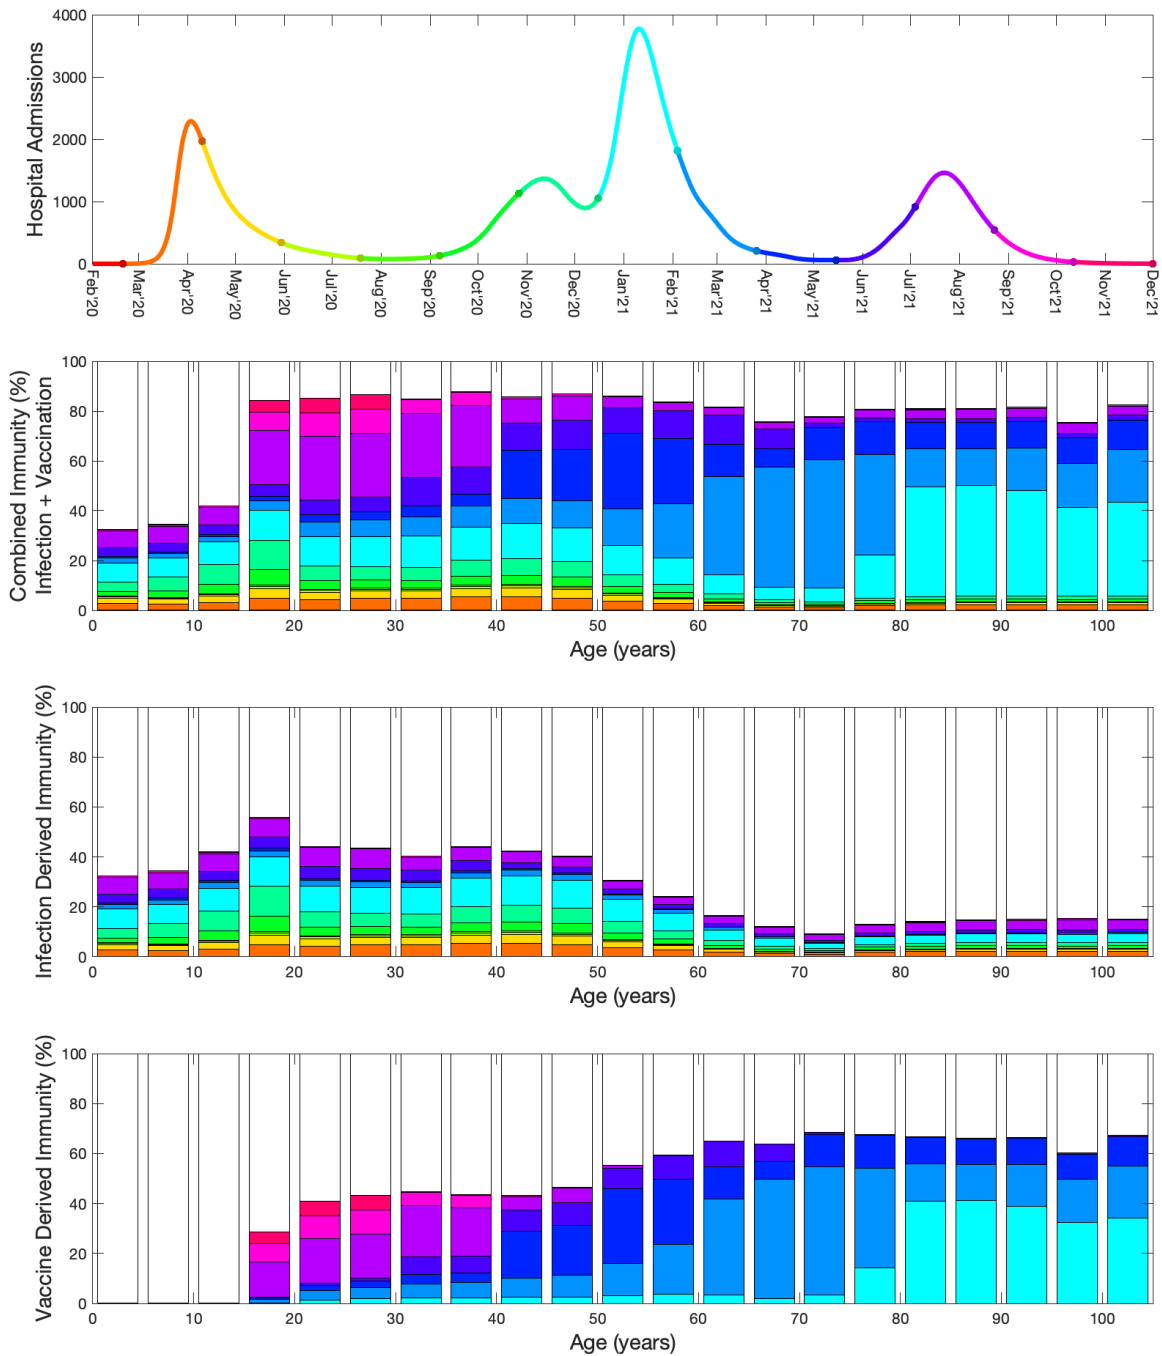 Hospital Admissions
4000
3000
2000
1000
0
Feb'20
Mar'20
Apr'20
May'20
Jun'20
Jul'20
Aug'20
Sep'20
Oct'20
Nov'20
Dec'20
Jan'21
Feb'21
Mar'21
Apr'21
May'21
Jun'21
Jul'21
Aug'21
Sep'21
Oct'21
Nov'21
Dec'21
Combined Immunity (%)
Infection + Vaccination
100
80
60
40
20
0
0 10 20 30 40 50 60 70 80 90 100
Age (years)
Infection Derived Immunity (%)
100
80
60
40
20
0
0 10 20 30 40 50 60 70 80 90 100
Age (years)
Vaccine Derived Immunity (%)
100
80
60
40
20
0
0 10 20 30 40 50 60 70 80 90 100
Age (years)